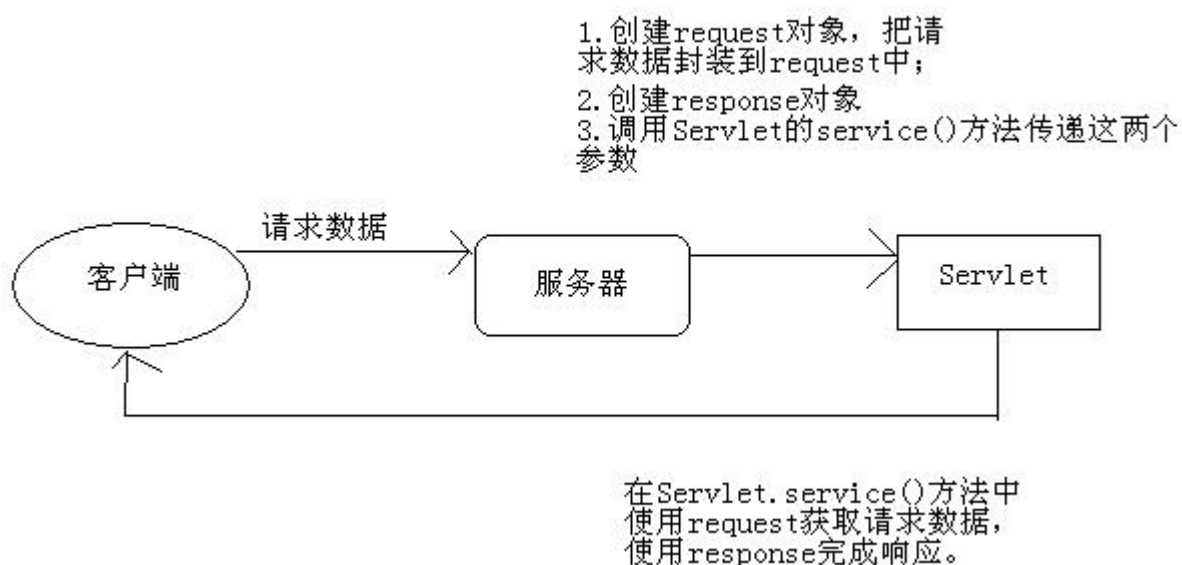 1.创建request对象，把请
求数据封装到request中；
2.创建response对象
3.调用Servlet的service()方法传递这两个
参数
请求数据
客户端
服务器
Servlet
在Servlet.service()方法中
使用request获取请求数据，
使用response完成响应。